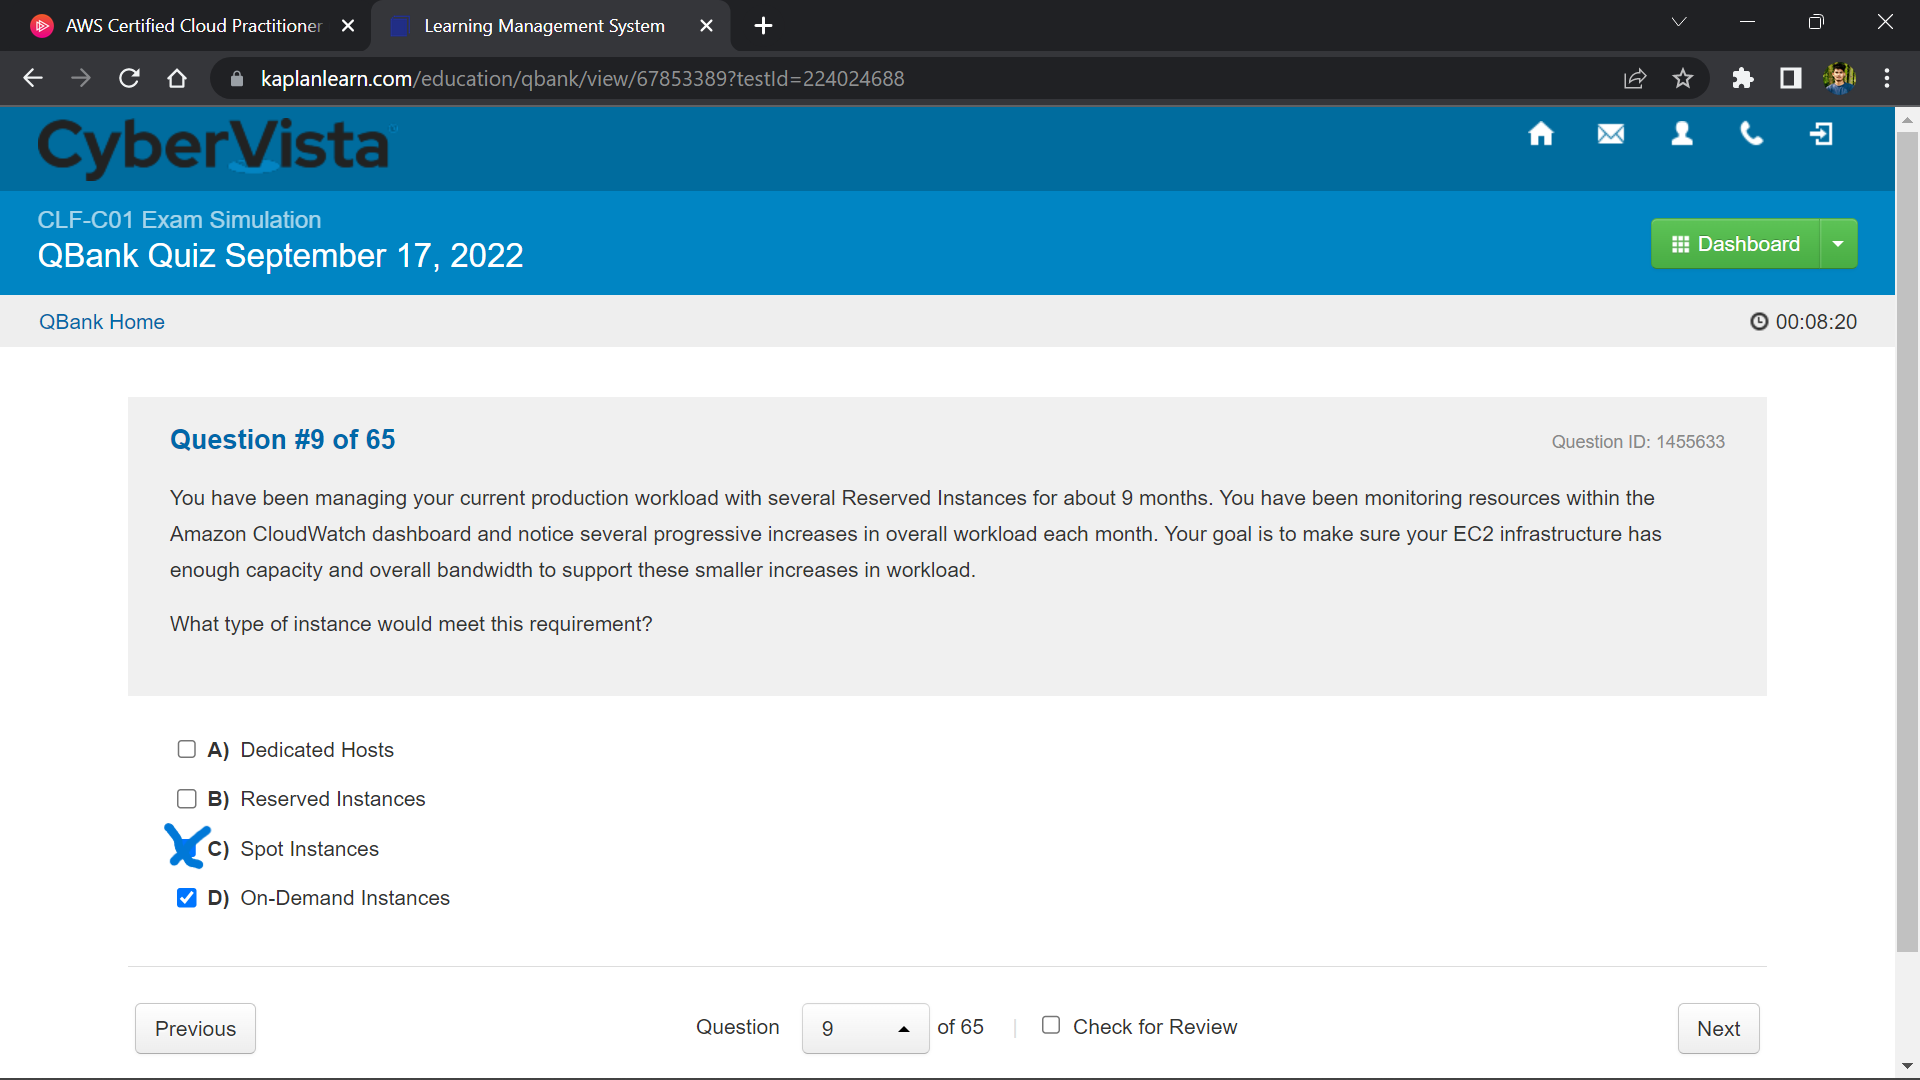 AWS Certified Cloud Practitioner
Learning Management System
kaplanlearn.com/education/qbank/view/67853389?testId=224024688
CyberVista
CLF-C01 Exam Simulation
QBank Quiz September 17, 2022
Dashboard
QBank Home
00:08:20
Question #9 of 65
Question ID: 1455633
You have been managing your current production workload with several Reserved Instances for about 9 months. You have been monitoring resources within the
Amazon CloudWatch dashboard and notice several progressive increases in overall workload each month. Your goal is to make sure your EC2 infrastructure has
enough capacity and overall bandwidth to support these smaller increases in workload.
What type of instance would meet this requirement?
A) Dedicated Hosts
B) Reserved Instances
C) Spot Instances
D) On-Demand Instances
Previous
Question 9 of 65
Check for Review
Next